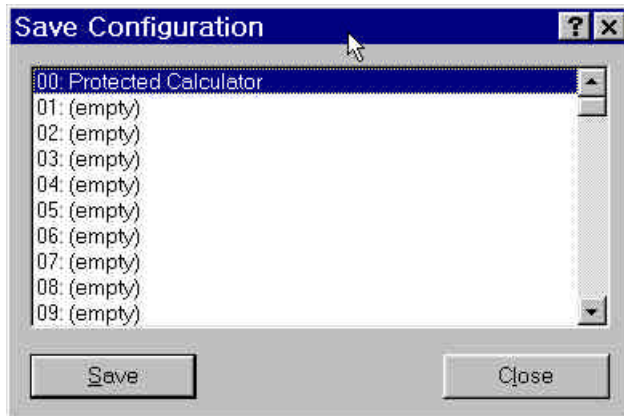 Save Configuration
00: Protected Calculator
01: (empty)
02: (empty)
03: (empty)
04: (empty)
05: (empty)
06: (empty)
07: (empty)
08: (empty)
09: (empty)
Save
Close